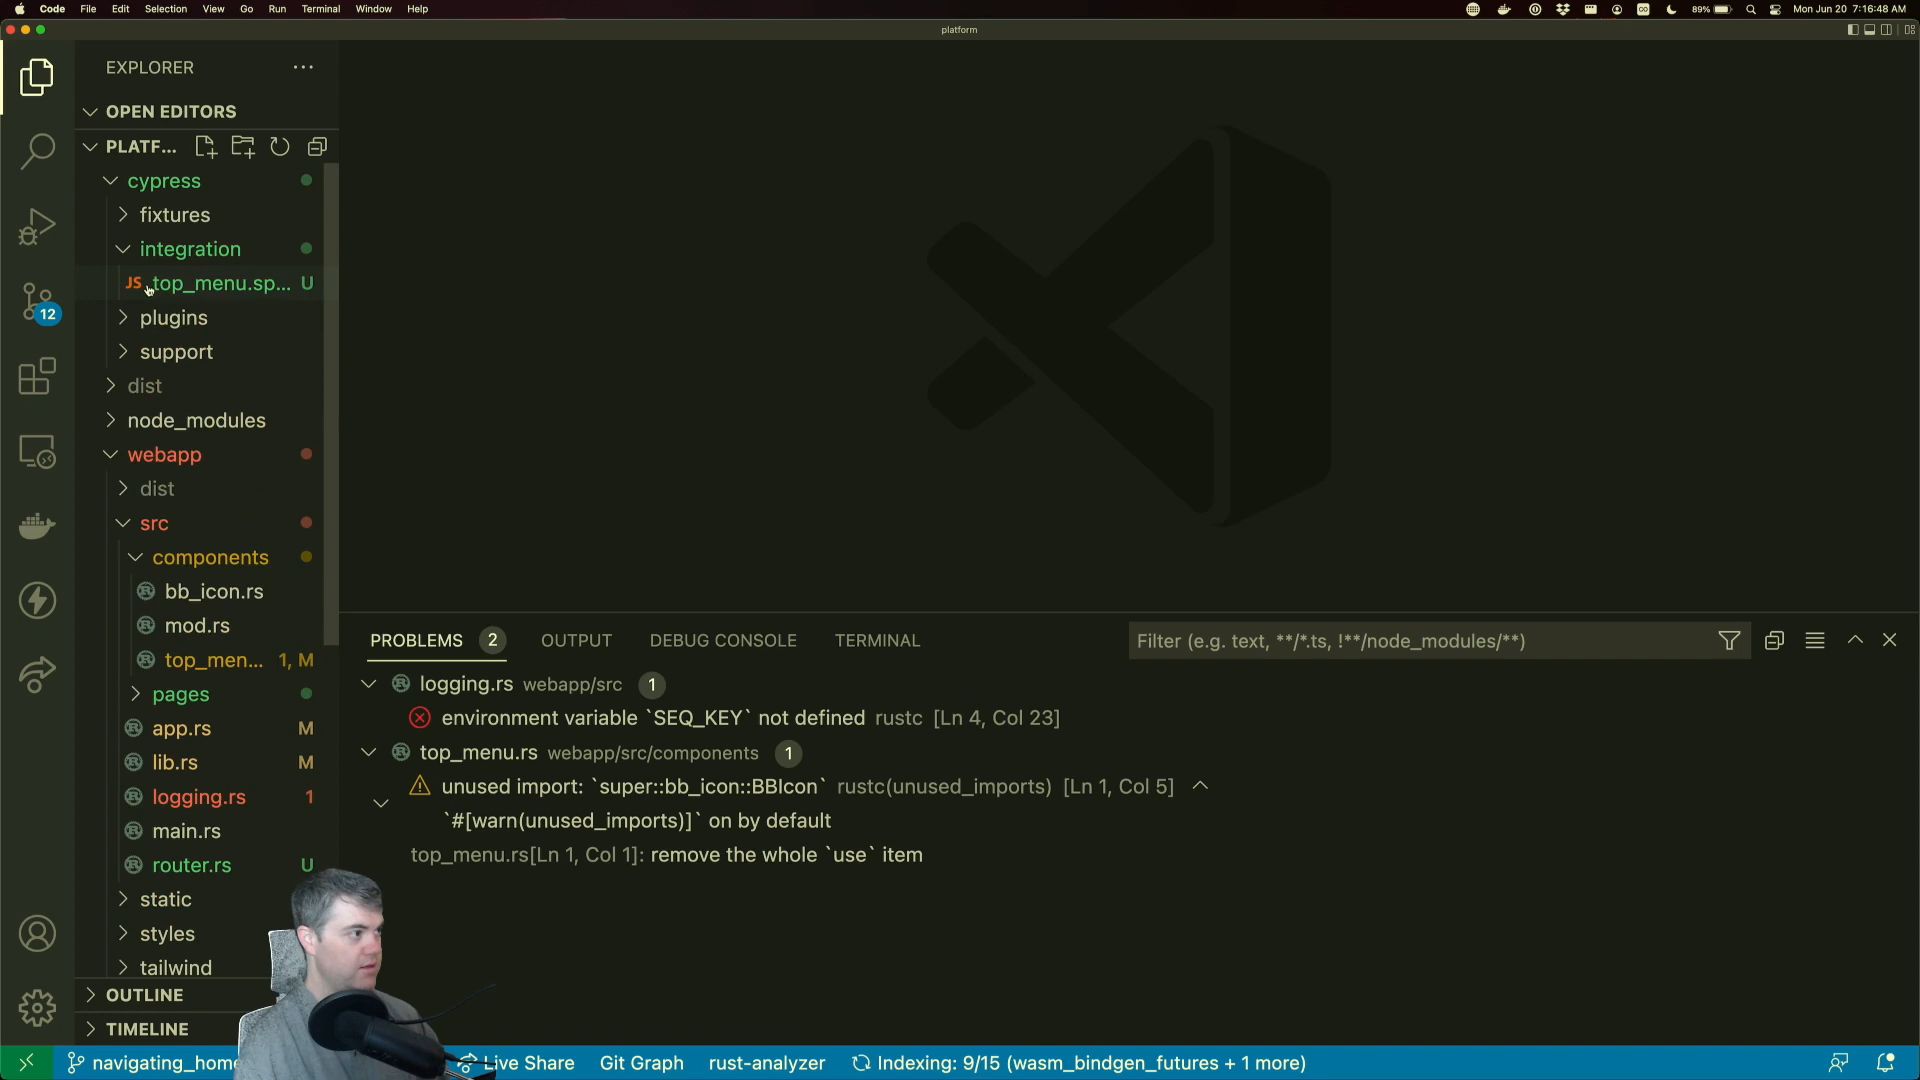 Code File Edit Selection View Go Run Terminal Window Help
89% Mon Jun 20 7:16:48 AM
platform
EXPLORER
OPEN EDITORS
PLATF...
cypress
fixtures
integration
JS top_menu.sp... U
plugins
support
12
dist
node_modules
webapp
dist
src
components
bb_icon.rs
mod.rs
top_men... 1, M
pages
app.rs M
lib.rs M
logging.rs 1
main.rs
router.rs U
static
styles
tailwind
OUTLINE
TIMELINE
PROBLEMS 2 OUTPUT DEBUG CONSOLE TERMINAL
Filter (e.g. text, **/*.ts, !**/node_modules/**)
logging.rs webapp/src 1
environment variable `SEQ_KEY` not defined rustc [Ln 4, Col 23]
top_menu.rs webapp/src/components 1
unused import: `super::bb_icon::BBIcon` rustc(unused_imports) [Ln 1, Col 5]
`#[warn(unused_imports)]` on by default
top_menu.rs[Ln 1, Col 1]: remove the whole `use` item
navigating_home Live Share Git Graph rust-analyzer Indexing: 9/15 (wasm_bindgen_futures + 1 more)